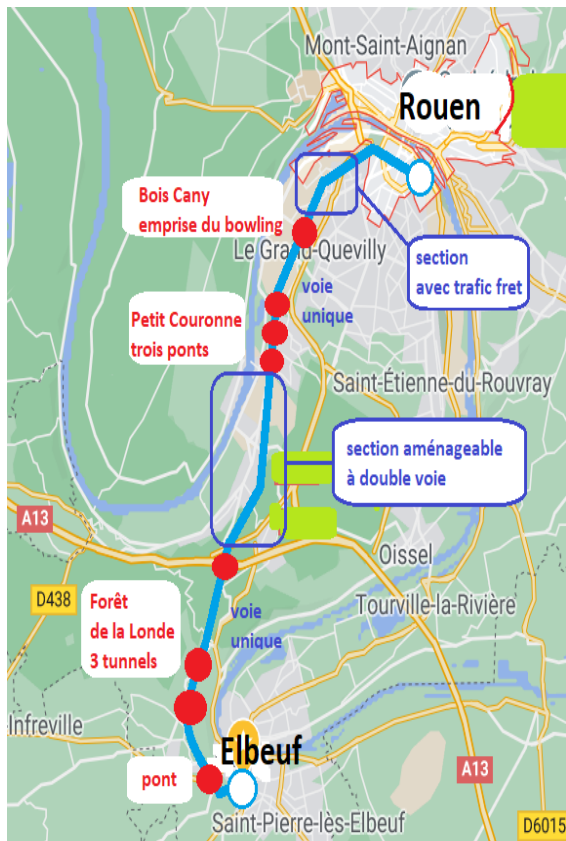 Mont-Saint-Aignan
Rouen
Bois Cany
emprise du bowling
Le Grand-Quevilly
section
avec trafic fret
voie
unique
Petit Couronne
trois ponts
Saint-Étienne-du-Rouvray
section aménageable
à double voie
A13
Oissel
D438
Forêt
de la Londe
3 tunnels
voie
unique
Tourville-la-Rivière
Infreville
Elbeuf
pont
A13
Saint-Pierre-lès-Elbeuf
D6015